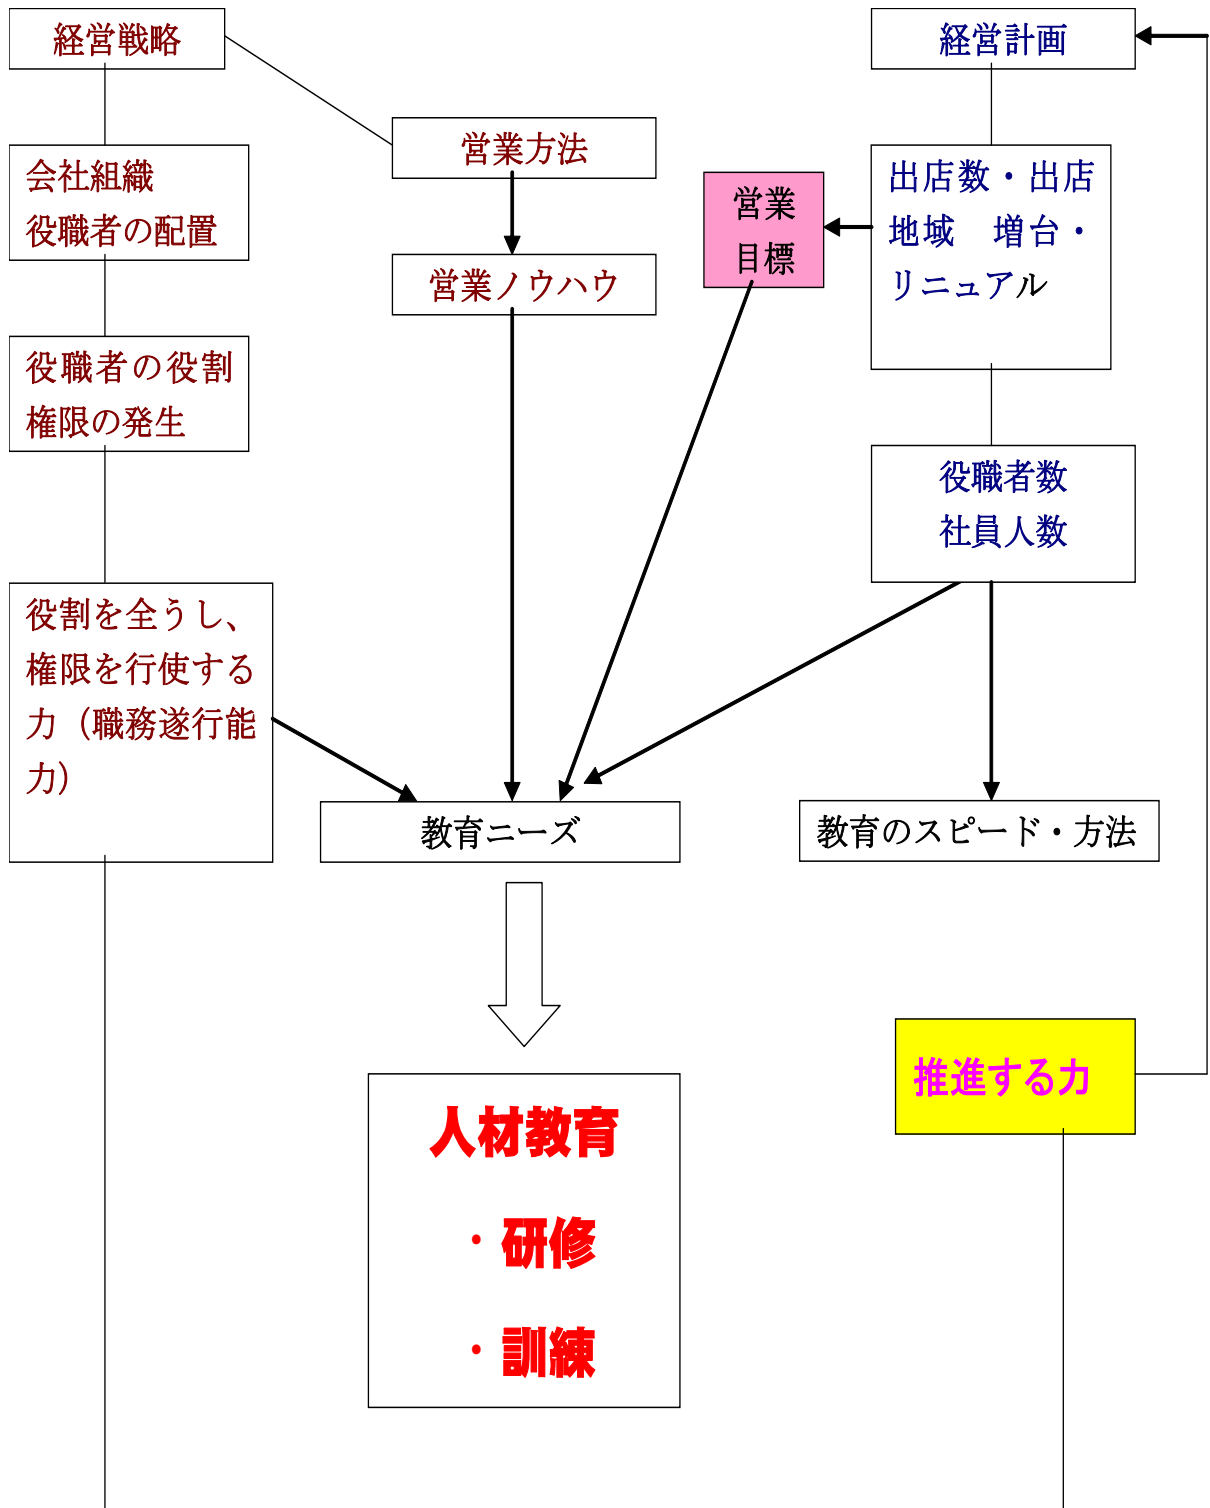 経営戦略
経営計画
営業方法
会社組織
役職者の配置
営業
目標
出店数・出店
地域　増台・
リニュアル
営業ノウハウ
役職者の役割
権限の発生
役職者数
社員人数
役割を全うし、
権限を行使する
力（職務遂行能
力）
教育ニーズ
教育のスピード・方法
推進する力
人材教育
・研修
・訓練